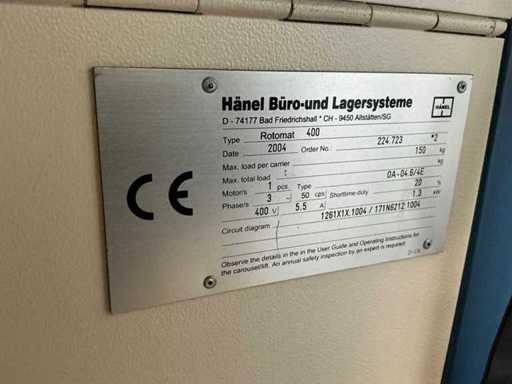 Hänel Büro-und Lagersysteme
HÄNEL
D - 74177 Bad Friedrichshall * CH - 9450 Altstätten/SG
Type Rotomat 400
Date 2004 Order No.: 224.723 *2
Max. load per carrier 150 kg
Max. total load kg
Motor/s 1 pcs. Type 0A-04.6/4E
Phase/s 3 ~ 50 cps Shorttime-duty 20 %
400 V 5.5 A 1.3 kW
Circuit diagram 1261X1X.1004 / 171N6212.1004
CE
Observe the details in the in the User Guide and Operating Instructions for
the carousel/lift. An annual safety inspection by an expert is required